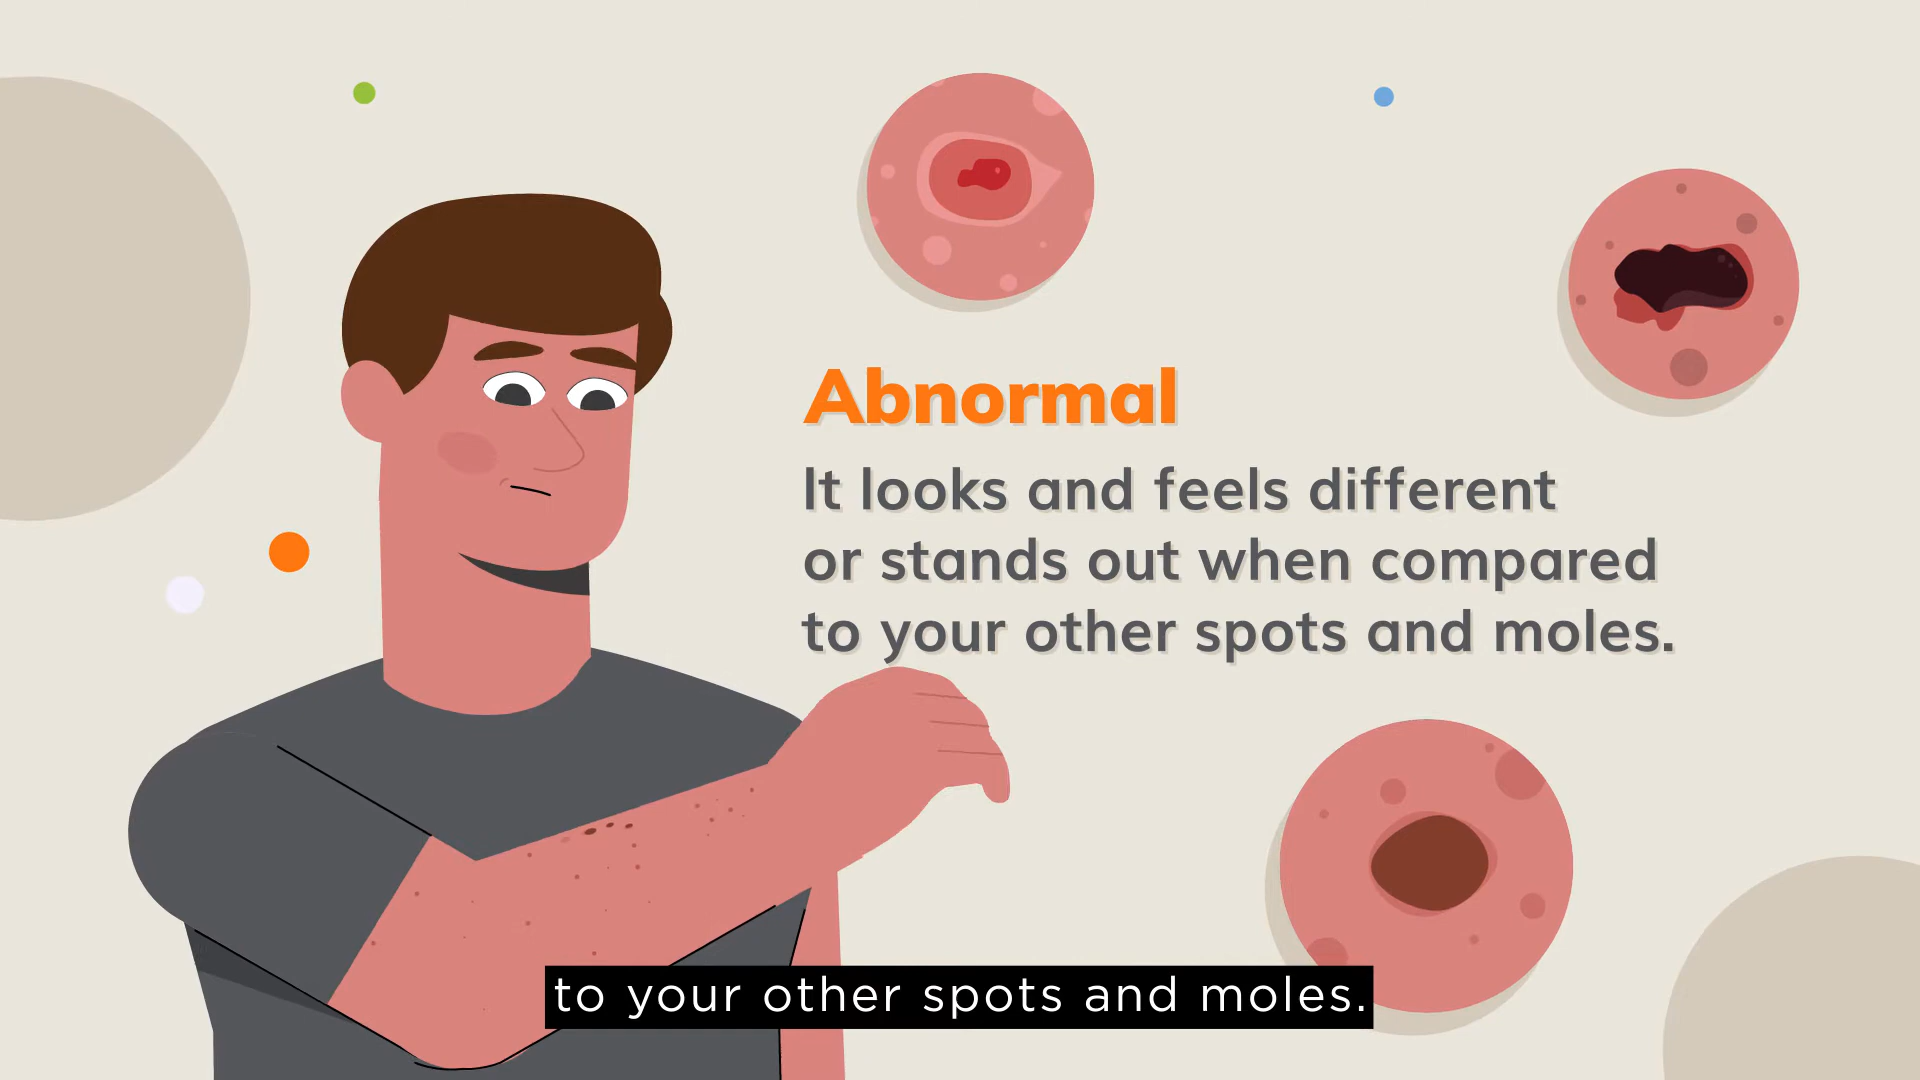 Abnormal
It looks and feels different
or stands out when compared
to your other spots and moles.
to your other spots and moles.